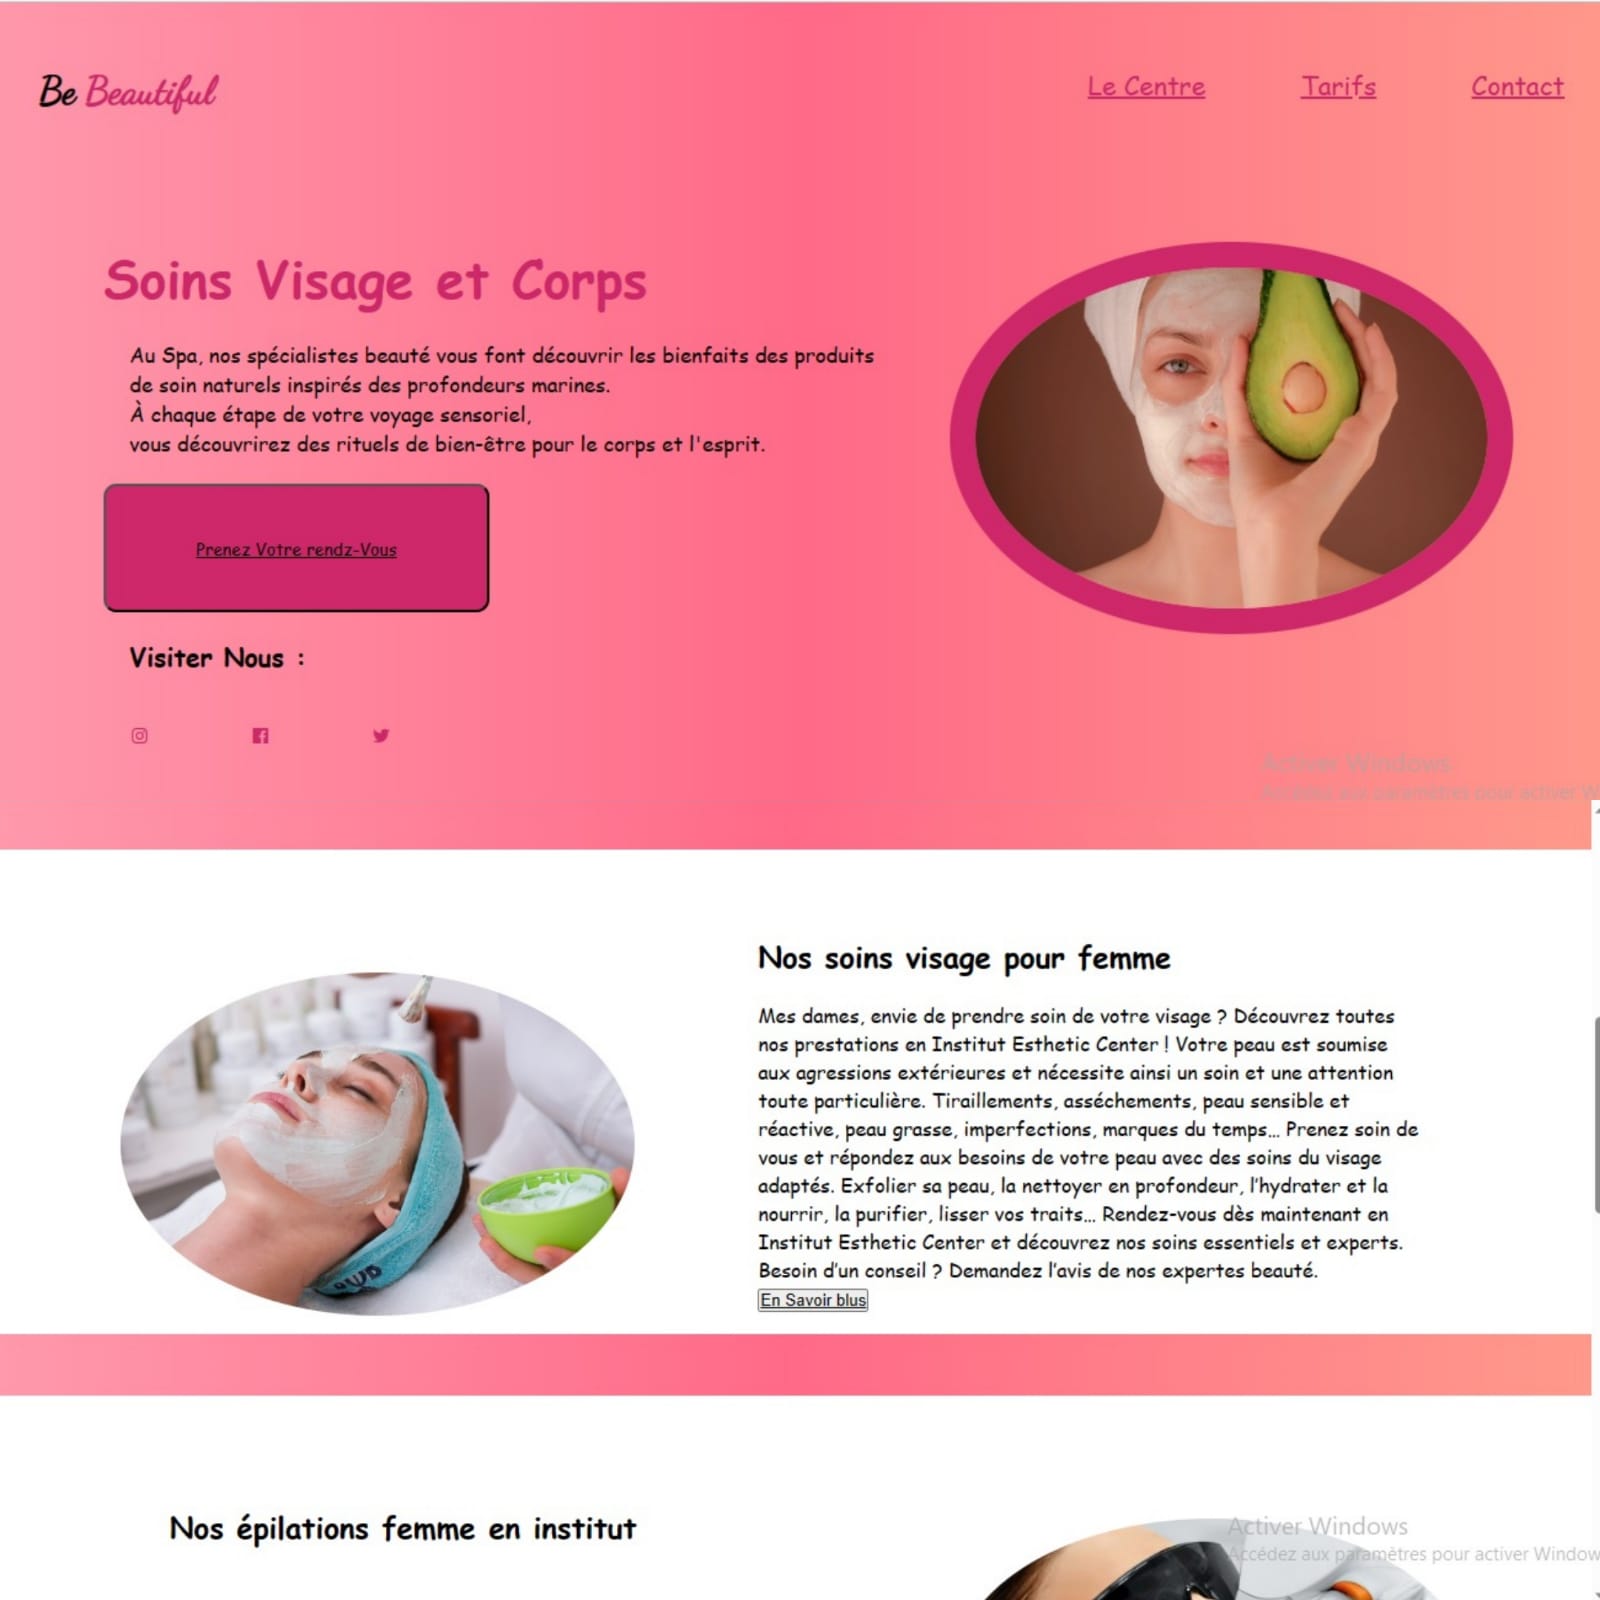 Be Beautiful
Le Centre Tarifs Contact
Soins Visage et Corps
Au Spa, nos spécialistes beauté vous font découvrir les bienfaits des produits
de soin naturels inspirés des profondeurs marines.
À chaque étape de votre voyage sensoriel,
vous découvrirez des rituels de bien-être pour le corps et l'esprit.
Prenez Votre rendz-Vous
Visiter Nous :
Activer Windows
Accédez aux paramètres pour activer W
Nos soins visage pour femme
Mes dames, envie de prendre soin de votre visage ? Découvrez toutes
nos prestations en Institut Esthetic Center ! Votre peau est soumise
aux agressions extérieures et nécessite ainsi un soin et une attention
toute particulière. Tiraillements, asséchements, peau sensible et
réactive, peau grasse, imperfections, marques du temps… Prenez soin de
vous et répondez aux besoins de votre peau avec des soins du visage
adaptés. Exfolier sa peau, la nettoyer en profondeur, l’hydrater et la
nourrir, la purifier, lisser vos traits… Rendez-vous dès maintenant en
Institut Esthetic Center et découvrez nos soins essentiels et experts.
Besoin d’un conseil ? Demandez l’avis de nos expertes beauté.
En Savoir blus
Nos épilations femme en institut
Activer Windows
Accédez aux paramètres pour activer Window